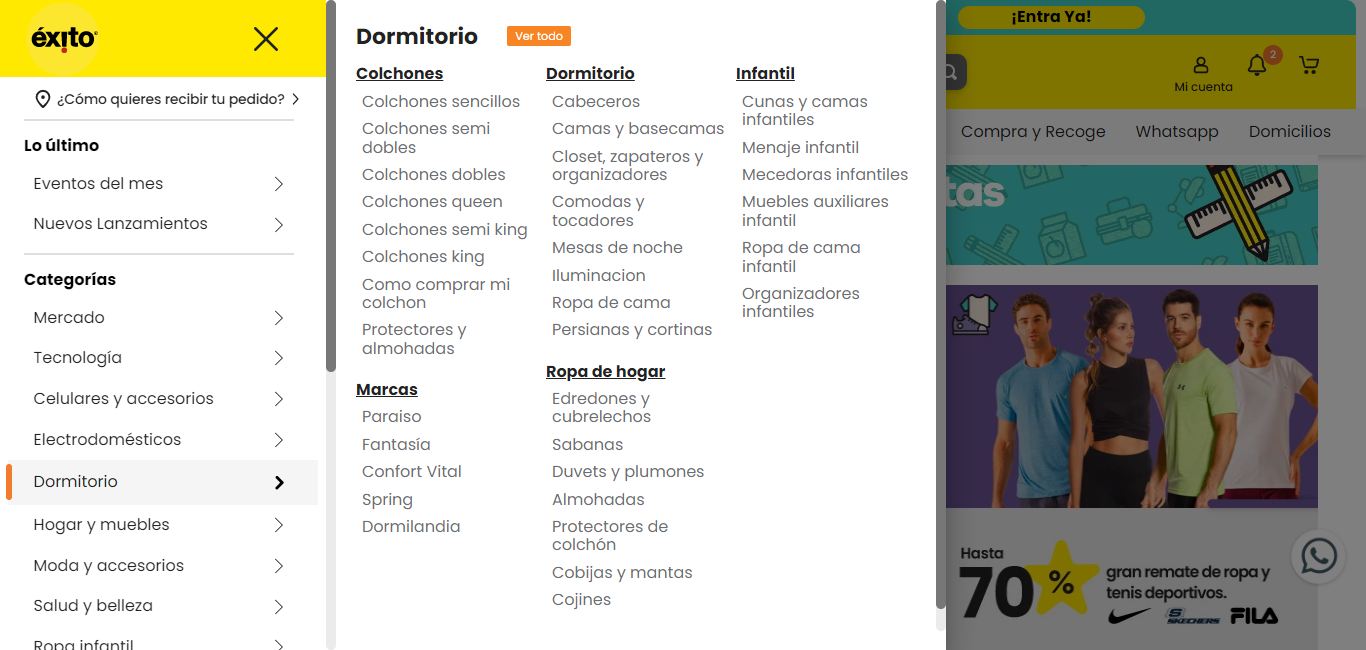 éxito
¿Cómo quieres recibir tu pedido?
Lo último
Eventos del mes
Nuevos Lanzamientos
Categorías
Mercado
Tecnología
Celulares y accesorios
Electrodomésticos
Dormitorio
Hogar y muebles
Moda y accesorios
Salud y belleza
Ropa infantil
Dormitorio
Ver todo
Colchones
Colchones sencillos
Colchones semi
dobles
Colchones dobles
Colchones queen
Colchones semi king
Colchones king
Como comprar mi
colchon
Protectores y
almohadas
Marcas
Paraiso
Fantasía
Confort Vital
Spring
Dormilandia
Dormitorio
Cabeceros
Camas y basecamas
Closet, zapateros y
organizadores
Comodas y
tocadores
Mesas de noche
Iluminacion
Ropa de cama
Persianas y cortinas
Ropa de hogar
Edredones y
cubrelechos
Sabanas
Duvets y plumones
Almohadas
Protectores de
colchón
Cobijas y mantas
Cojines
Infantil
Cunas y camas
infantiles
Menaje infantil
Mecedoras infantiles
Muebles auxiliares
infantil
Ropa de cama
infantil
Organizadores
infantiles
¡Entra Ya!
2
Mi cuenta
Compra y Recoge
Whatsapp
Domicilios
tas
Hasta
70%
gran remate de ropa y
tenis deportivos.
SKECHERS
FILA